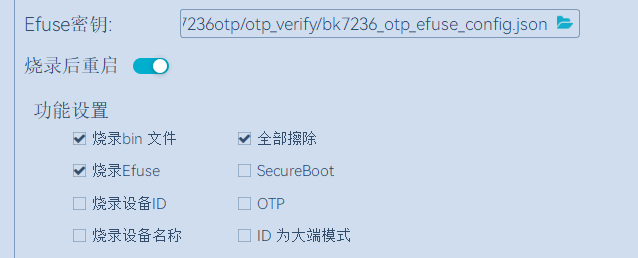 Efuse密钥: 7236otp/otp_verify/bk7236_otp_efuse_config.json
烧录后重启
功能设置
烧录bin 文件 全部擦除
烧录Efuse SecureBoot
烧录设备ID OTP
烧录设备名称 ID 为大端模式